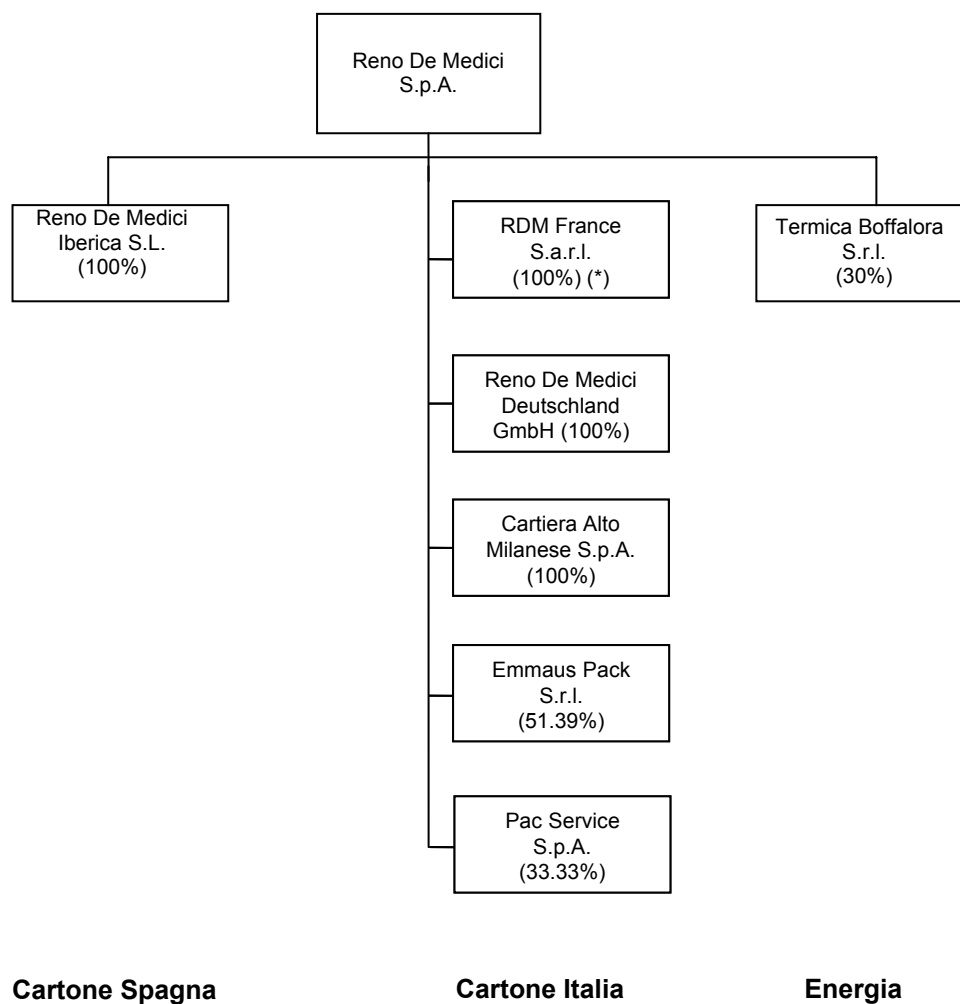 Reno De Medici
S.p.A.
Reno De Medici
Iberica S.L.
(100%)
RDM France
S.a.r.l.
(100%) (*)
Termica Boffalora
S.r.l.
(30%)
Reno De Medici
Deutschland
GmbH (100%)
Cartiera Alto
Milanese S.p.A.
(100%)
Emmaus Pack
S.r.l.
(51.39%)
Pac Service
S.p.A.
(33.33%)
Cartone Spagna
Cartone Italia
Energia